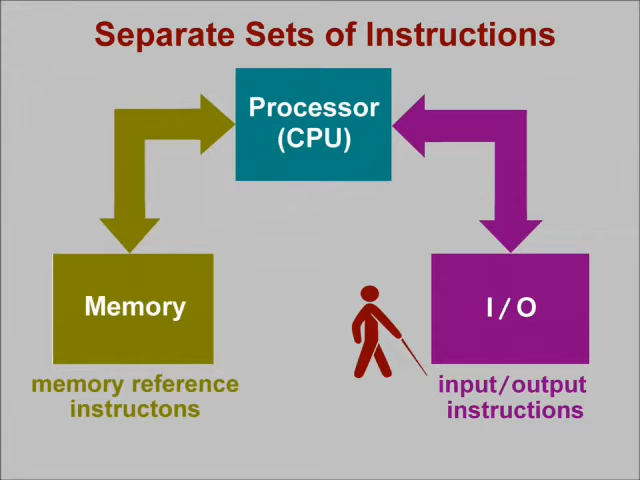 Separate Sets of Instructions
Processor
(CPU)
Memory
I/O
memory reference
instructons
input/output
instructions